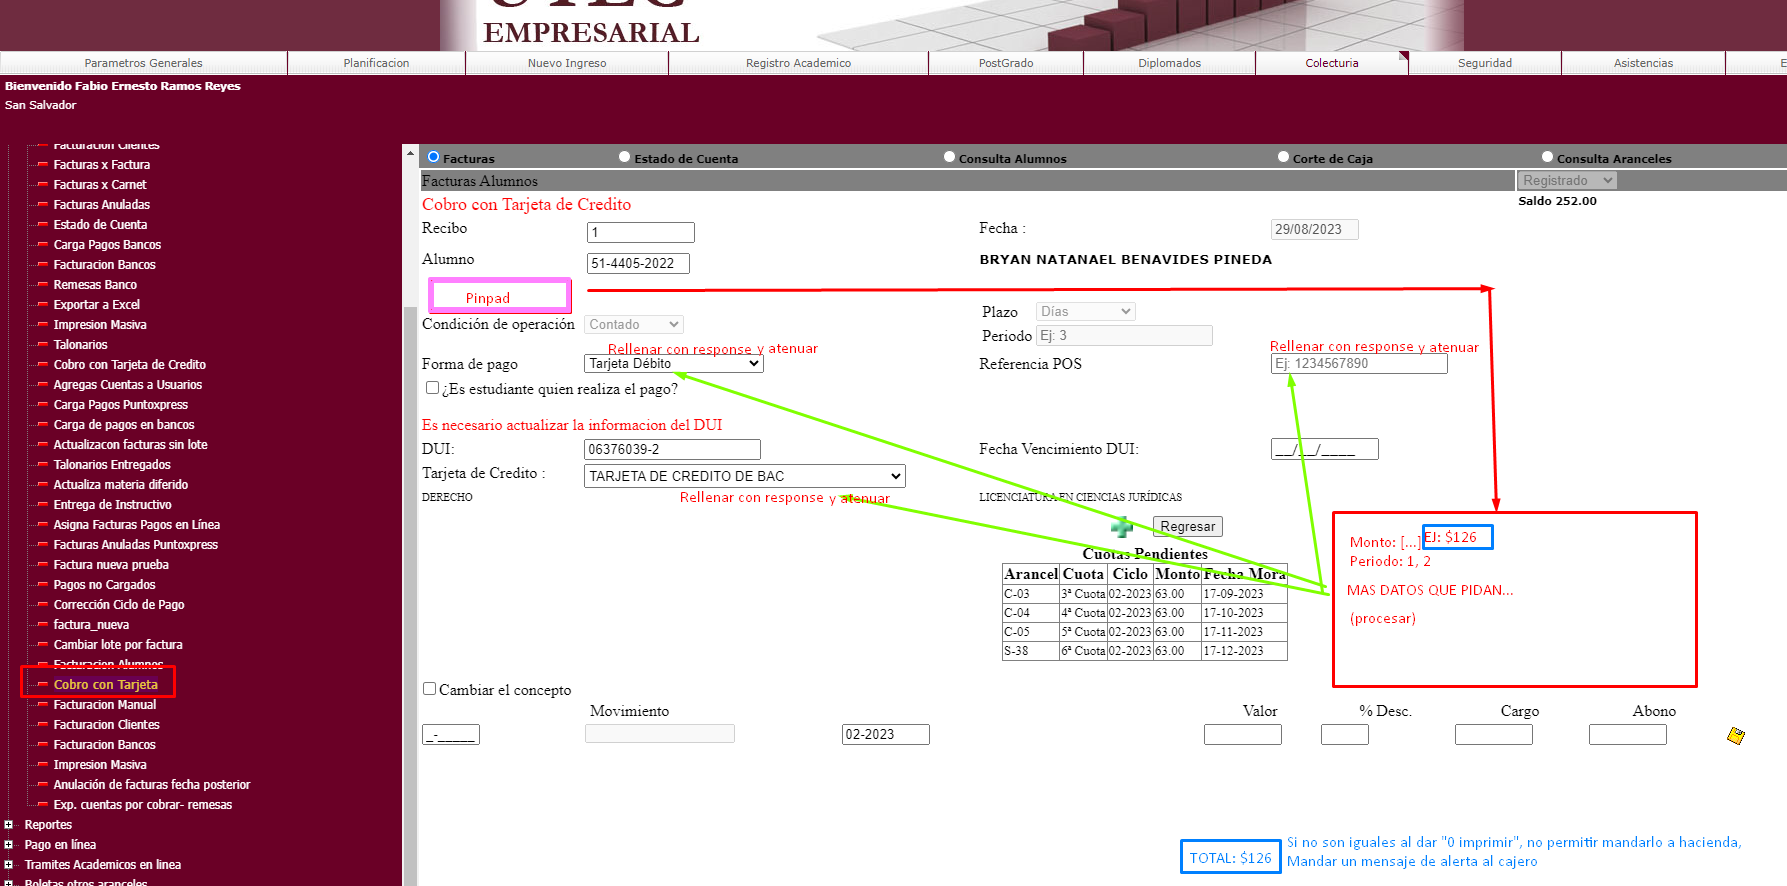 UTEC
EMPRESARIAL
Parametros Generales
Planificacion
Nuevo Ingreso
Registro Academico
PostGrado
Diplomados
Colecturia
Seguridad
Asistencias
E
Bienvenido Fabio Ernesto Ramos Reyes
San Salvador
Facturacion Clientes
Facturas x Factura
Facturas x Carnet
Facturas Anuladas
Estado de Cuenta
Carga Pagos Bancos
Facturacion Bancos
Remesas Banco
Exportar a Excel
Impresion Masiva
Talonarios
Cobro con Tarjeta de Credito
Agregas Cuentas a Usuarios
Carga Pagos Puntoxpress
Carga de pagos en bancos
Actualizacon facturas sin lote
Talonarios Entregados
Actualiza materia diferido
Entrega de Instructivo
Asigna Facturas Pagos en Línea
Facturas Anuladas Puntoxpress
Factura nueva prueba
Pagos no Cargados
Corrección Ciclo de Pago
factura_nueva
Cambiar lote por factura
Facturacion Alumnos
Cobro con Tarjeta
Facturacion Manual
Facturacion Clientes
Facturacion Bancos
Impresion Masiva
Anulación de facturas fecha posterior
Exp. cuentas por cobrar- remesas
Reportes
Pago en línea
Tramites Academicos en linea
Boletas otros aranceles
Facturas
Estado de Cuenta
Consulta Alumnos
Corte de Caja
Consulta Aranceles
Facturas Alumnos
Registrado
Cobro con Tarjeta de Credito
Saldo 252.00
Recibo
1
Fecha :
29/08/2023
Alumno
51-4405-2022
BRYAN NATANAEL BENAVIDES PINEDA
Pinpad
Condición de operación
Contado
Plazo
Días
Periodo
Ej: 3
Rellenar con response y atenuar
Forma de pago
Tarjeta Débito
Rellenar con response y atenuar
Referencia POS
Ej: 1234567890
¿Es estudiante quien realiza el pago?
Es necesario actualizar la informacion del DUI
DUI:
06376039-2
Fecha Vencimiento DUI:
__/__/____
Tarjeta de Credito :
TARJETA DE CREDITO DE BAC
Rellenar con response y atenuar
DERECHO
LICENCIATURA EN CIENCIAS JURÍDICAS
Regresar
Cuotas Pendientes
Arancel Cuota Ciclo Monto Fecha Mora
C-03 3ª Cuota 02-2023 63.00 17-09-2023
C-04 4ª Cuota 02-2023 63.00 17-10-2023
C-05 5ª Cuota 02-2023 63.00 17-11-2023
S-38 6ª Cuota 02-2023 63.00 17-12-2023
Monto: [...] EJ: $126
Periodo: 1, 2
MAS DATOS QUE PIDAN...
(procesar)
Cambiar el concepto
Movimiento
Valor
% Desc.
Cargo
Abono
_-_____
02-2023
TOTAL: $126
Si no son iguales al dar "0 imprimir", no permitir mandarlo a hacienda,
Mandar un mensaje de alerta al cajero